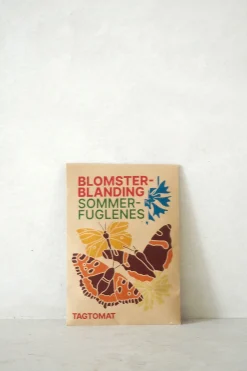 BLOMSTER-
BLANDING
SOMMER-
FUGLENES
TAGTOMAT